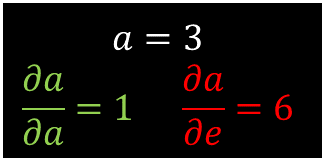 a = 3
∂a/∂a = 1 ∂a/∂e = 6